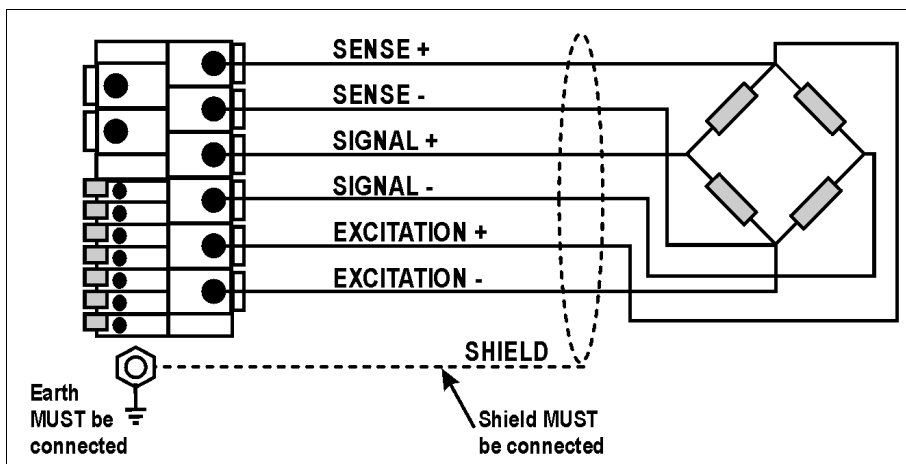 SENSE +
SENSE -
SIGNAL +
SIGNAL -
EXCITATION +
EXCITATION -
SHIELD
Earth
MUST be
connected
Shield MUST
be connected